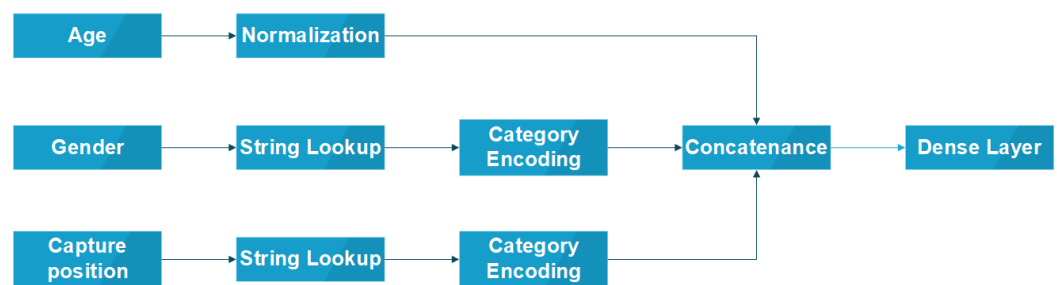 Age
Normalization
Gender
String Lookup
Category
Encoding
Concatenance
Dense Layer
Capture
position
String Lookup
Category
Encoding